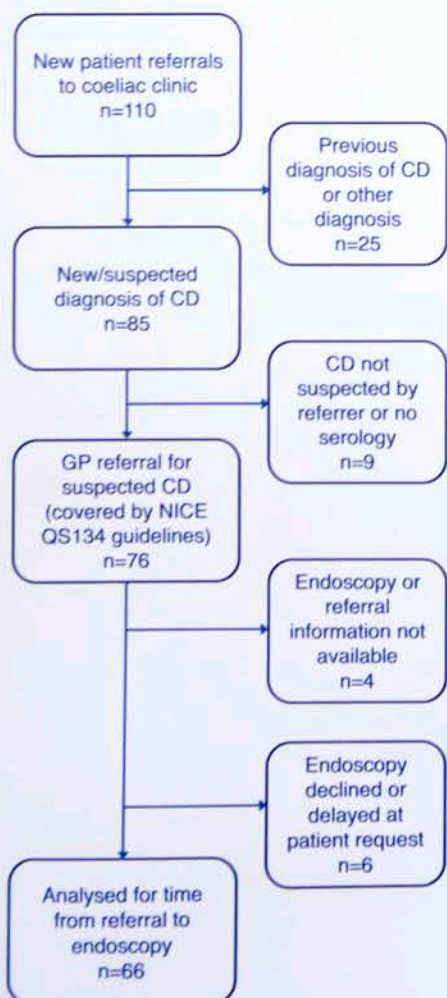 New patient referrals
to coeliac clinic
n=110
Previous
diagnosis of CD
or other
diagnosis
n=25
New/suspected
diagnosis of CD
n=85
CD not
suspected by
referrer or no
serology
n=9
GP referral for
suspected CD
(covered by NICE
QS134 guidelines)
n=76
Endoscopy or
referral
information not
available
n=4
Endoscopy
declined or
delayed at
patient request
n=6
Analysed for time
from referral to
endoscopy
n=66